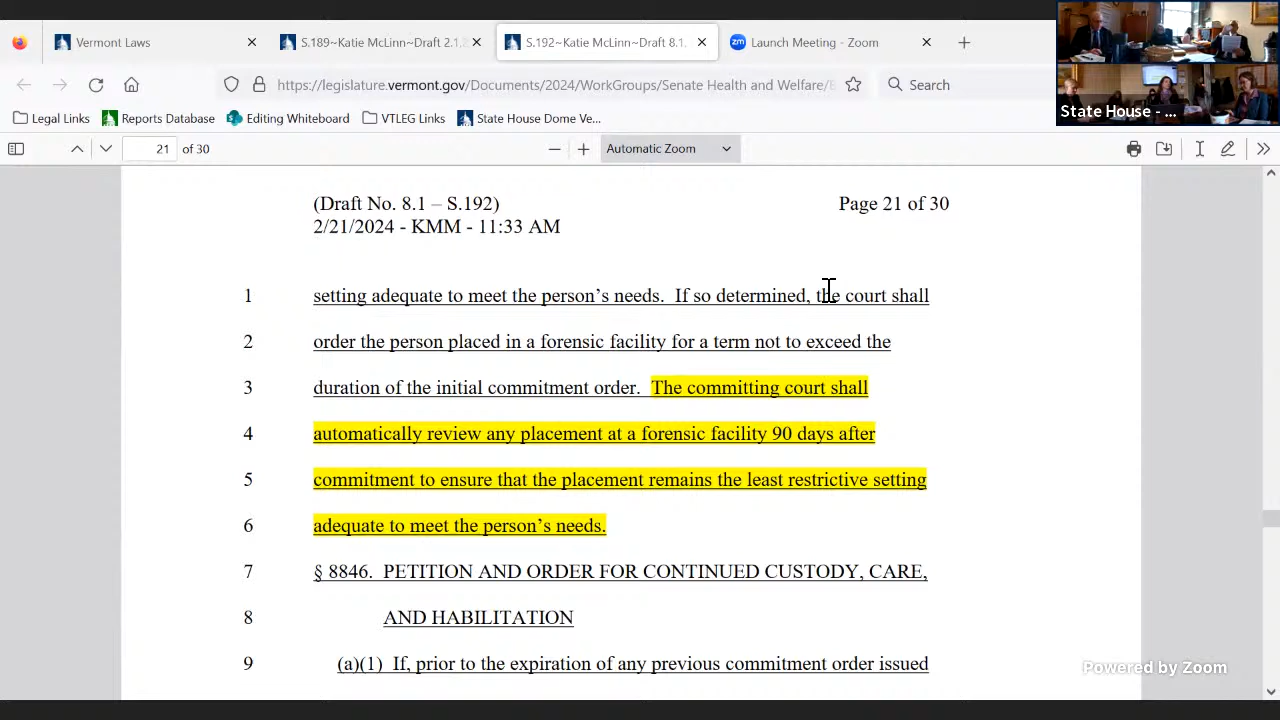 Vermont Laws
S.189~Katie McLinn~Draft 2.1
S.192~Katie McLinn~Draft 8.1.
Launch Meeting - Zoom
https://legislature.vermont.gov/Documents/2024/WorkGroups/Senate Health and Welfare/
Search
Legal Links
Reports Database
Editing Whiteboard
VTLEG
State House Dome Ve...
State House - ...
21 of 30
Automatic Zoom
(Draft No. 8.1 – S.192) Page 21 of 30
2/21/2024 - KMM - 11:33 AM
1 setting adequate to meet the person's needs. If so determined, the court shall
2 order the person placed in a forensic facility for a term not to exceed the
3 duration of the initial commitment order. The committing court shall
4 automatically review any placement at a forensic facility 90 days after
5 commitment to ensure that the placement remains the least restrictive setting
6 adequate to meet the person's needs.
7 § 8846. PETITION AND ORDER FOR CONTINUED CUSTODY, CARE,
8 AND HABILITATION
9 (a)(1) If, prior to the expiration of any previous commitment order issued
Powered by Zoom